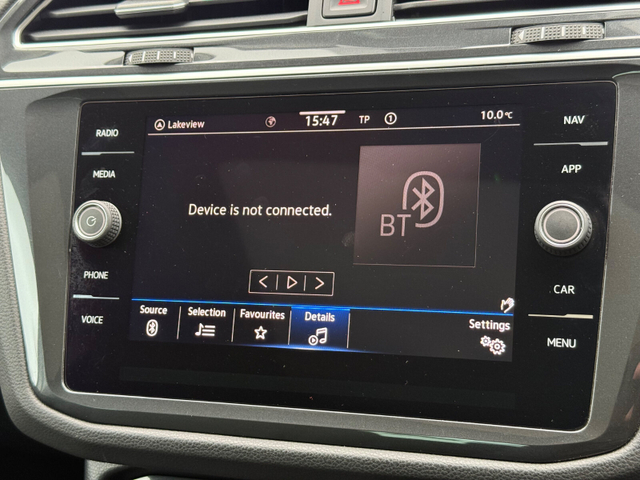 Lakeview 15:47 TP 1 10.0°C
RADIO
MEDIA
PHONE
VOICE
Device is not connected.
BT
Source
Selection
Favourites
Details
Settings
NAV
APP
CAR
MENU